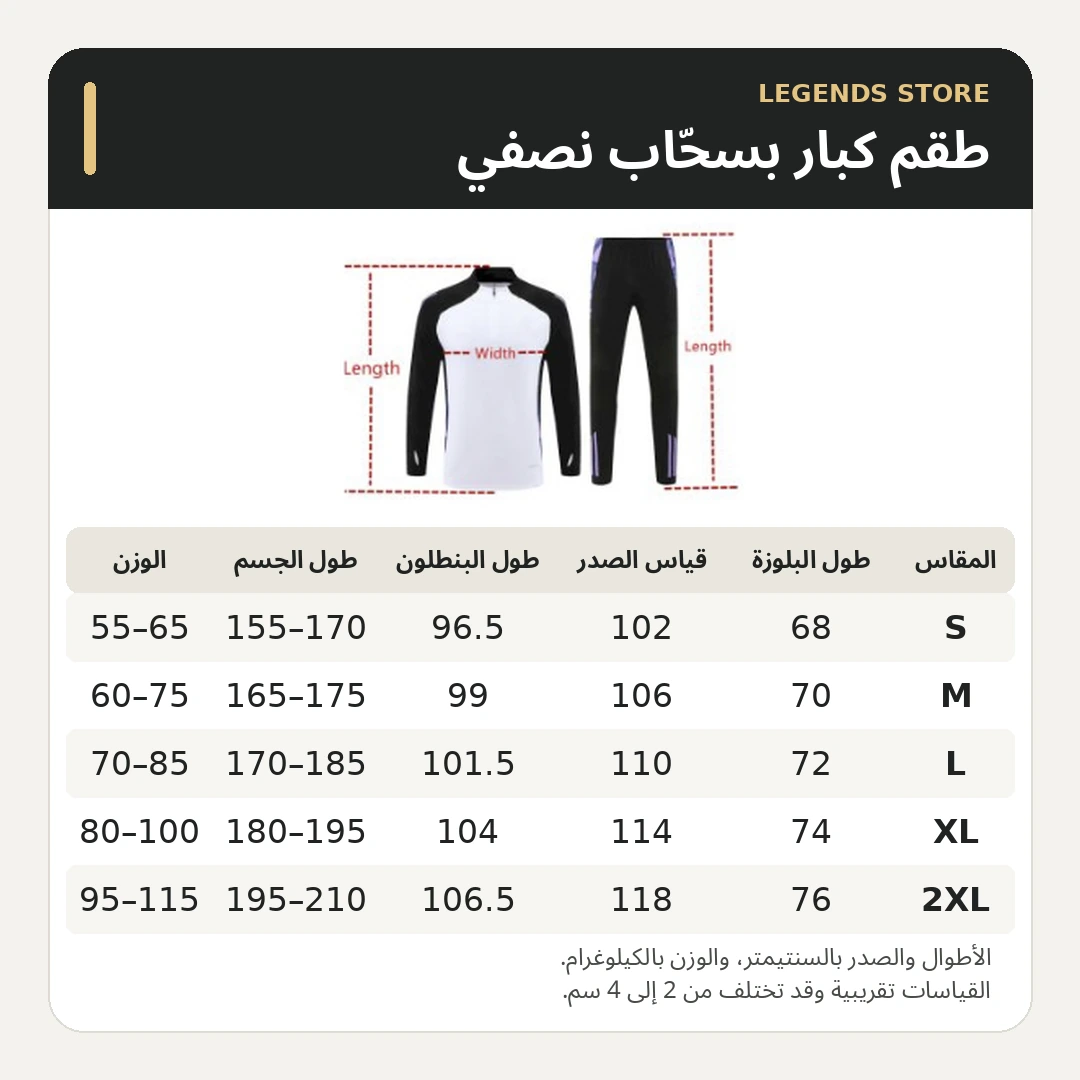 LEGENDS STORE
طقم كبار بسحّاب نصفي
Length
Width
Length
المقاس طول البلوزة قياس الصدر طول البنطلون طول الجسم الوزن
S 68 102 96.5 155–170 55–65
M 70 106 99 165–175 60–75
L 72 110 101.5 170–185 70–85
XL 74 114 104 180–195 80–100
2XL 76 118 106.5 195–210 95–115
الأطوال والصدر بالسنتيمتر، والوزن بالكيلوغرام.
القياسات تقريبية وقد تختلف من 2 إلى 4 سم.